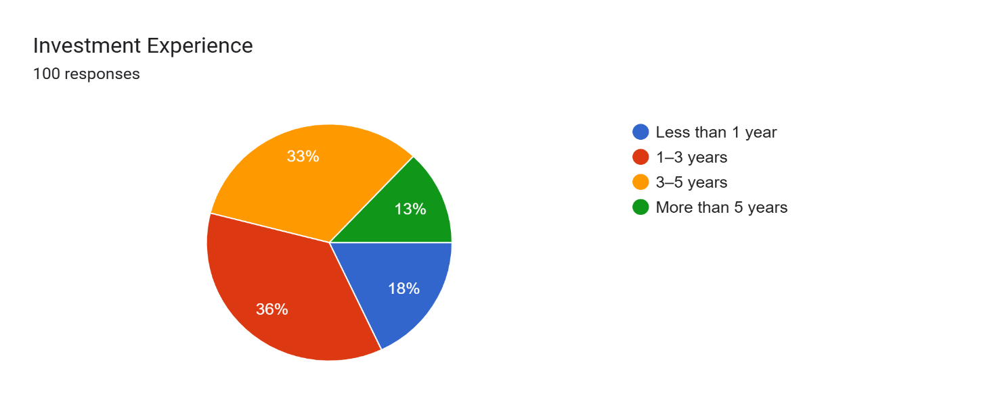 Investment Experience
100 responses
33%
13%
18%
36%
Less than 1 year
1–3 years
3–5 years
More than 5 years